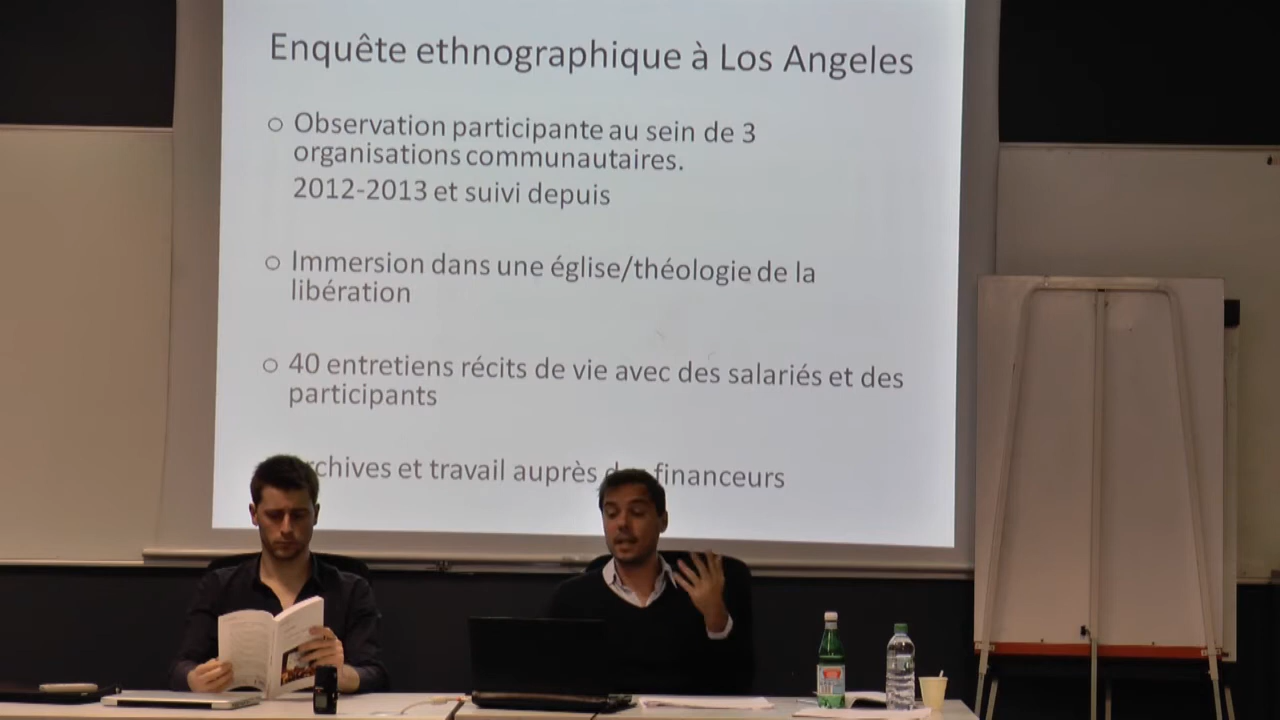 Enquête ethnographique à Los Angeles
Observation participante au sein de 3
organisations communautaires.
2012-2013 et suivi depuis
Immersion dans une église/théologie de la
libération
40 entretiens récits de vie avec des salariés et des
participants
rchives et travail auprès financeurs